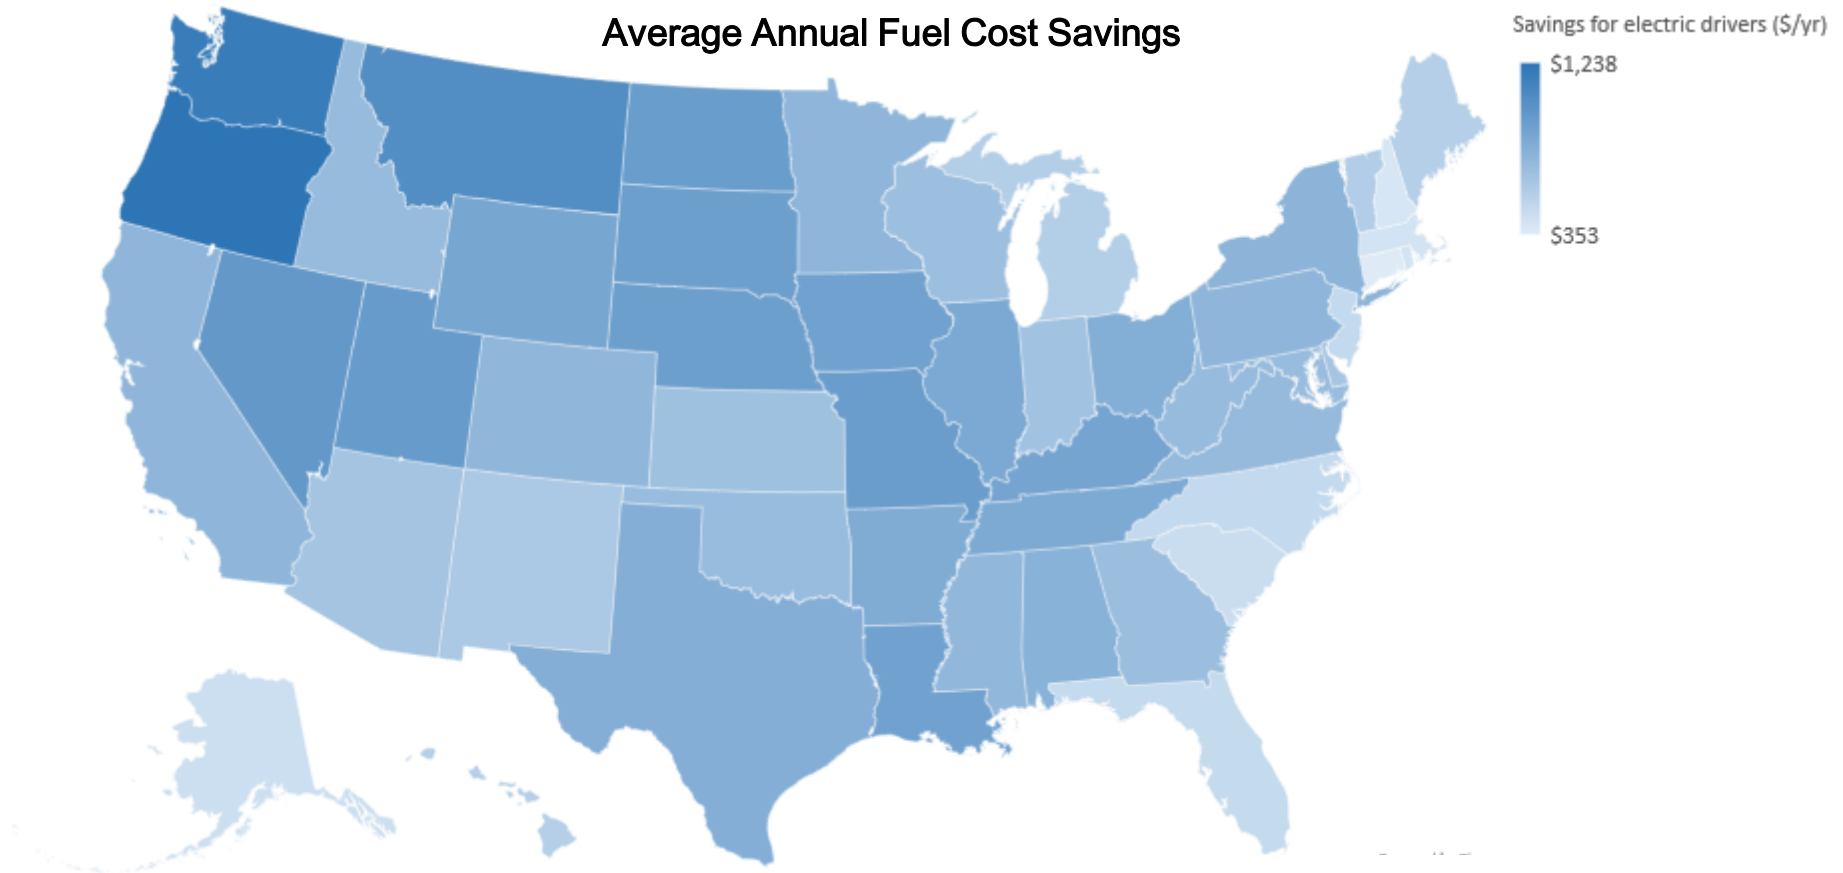 Average Annual Fuel Cost Savings
Savings for electric drivers ($/yr)
$1,238
$353